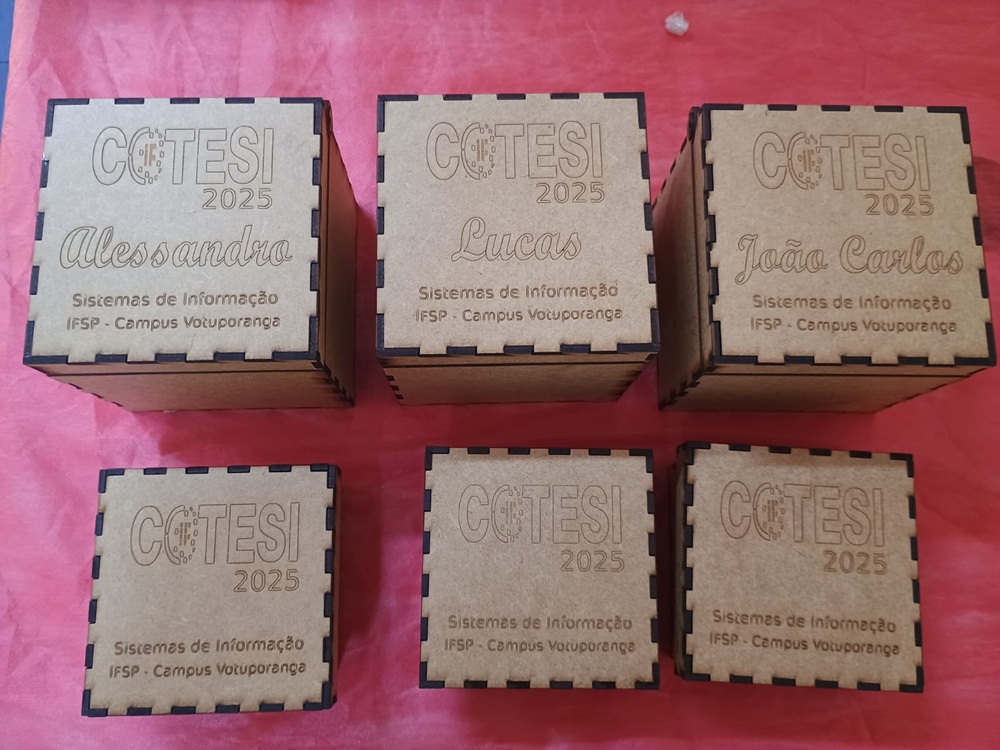 COTESI
2025
Alessandro
Sistemas de Informação
IFSP - Campus Votuporanga
COTESI
2025
Lucas
Sistemas de Informação
IFSP - Campus Votuporanga
COTESI
2025
João Carlos
Sistemas de Informação
IFSP - Campus Votuporanga
COTESI
2025
Sistemas de Informação
IFSP - Campus Votuporanga
COTESI
2025
Sistemas de Informação
IFSP - Campus Votuporanga
COTESI
2025
Sistemas de Informação
IFSP - Campus Votuporanga